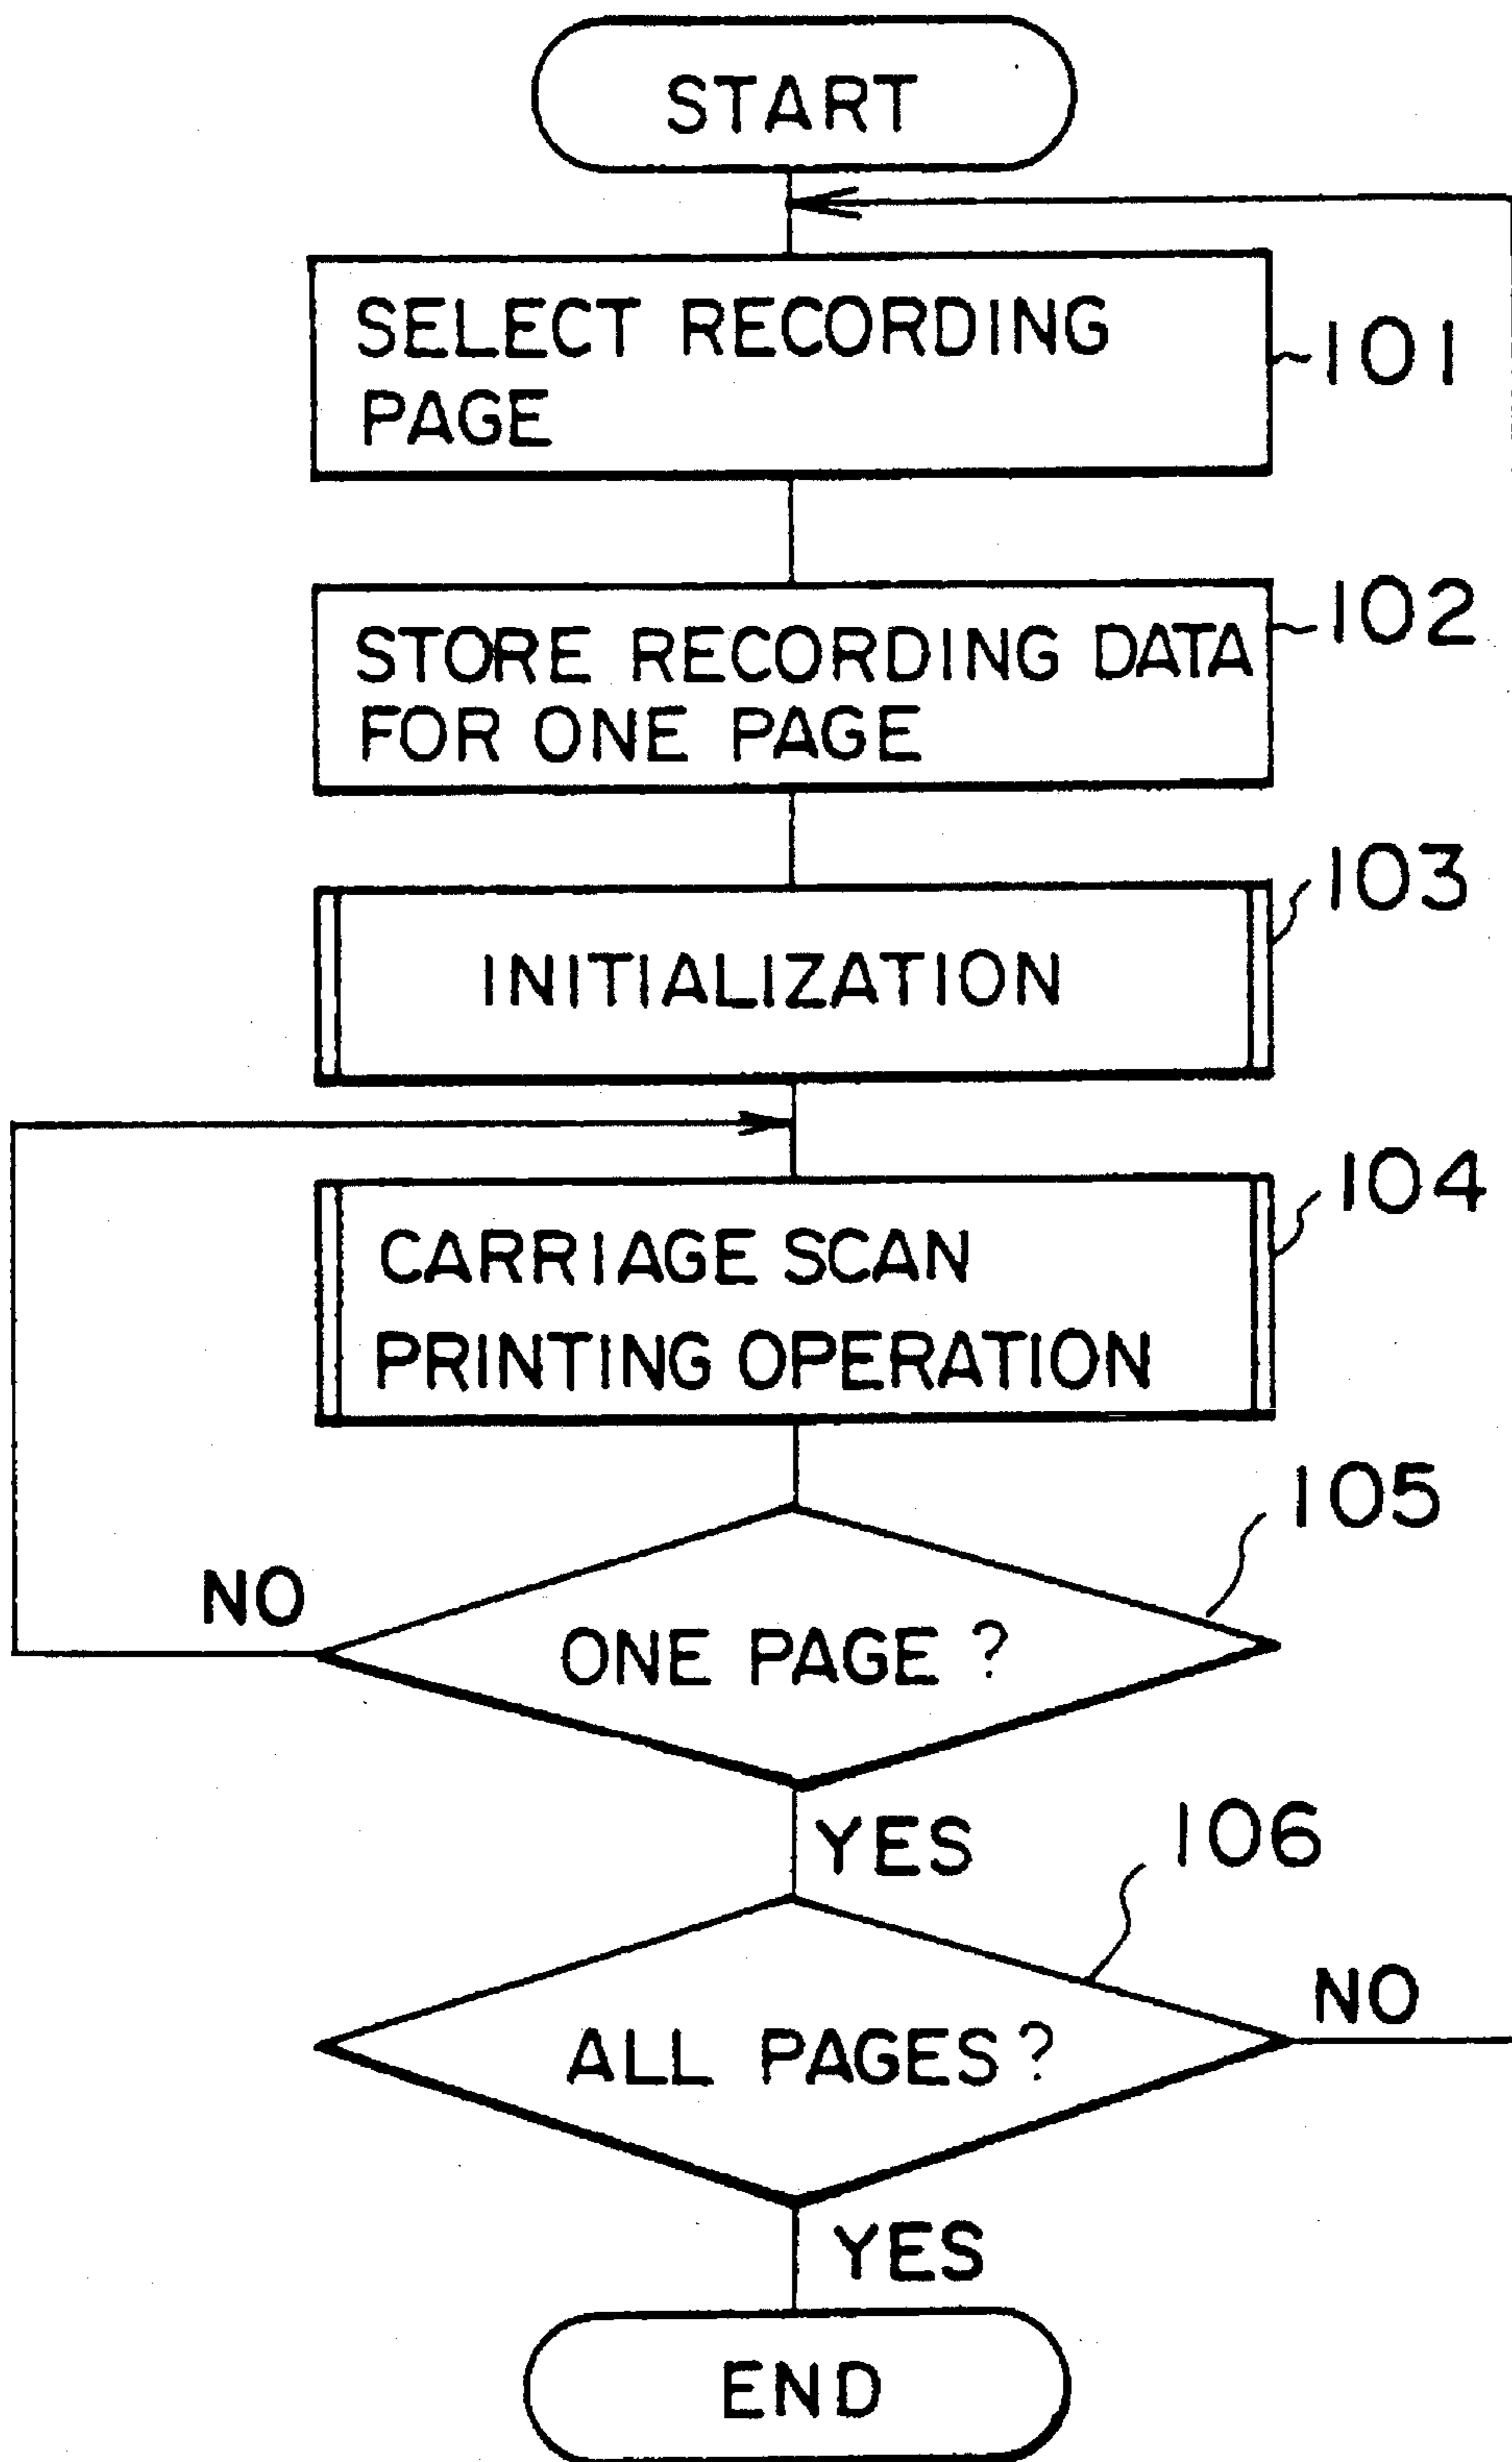 START
SELECT RECORDING
PAGE
101
STORE RECORDING DATA
FOR ONE PAGE
102
INITIALIZATION
103
CARRIAGE SCAN
PRINTING OPERATION
104
ONE PAGE ?
105
NO
YES
ALL PAGES ?
106
NO
YES
END